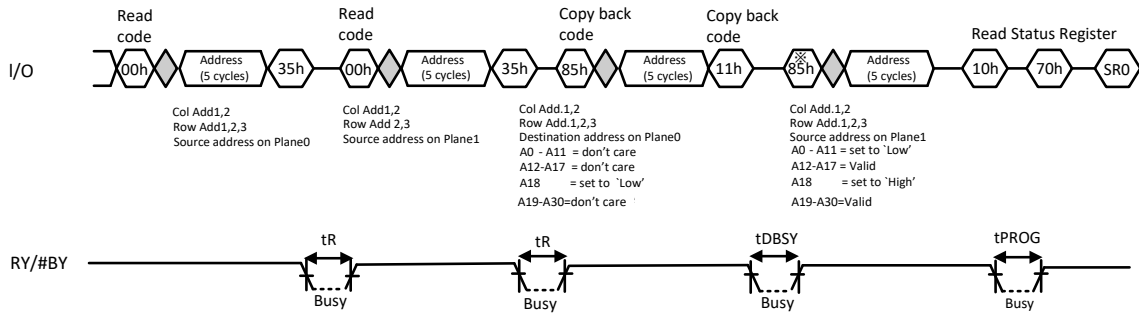 Read code
Read code
Copy back code
Copy back code
Read Status Register
I/O
00h
Address (5 cycles)
35h
00h
Address (5 cycles)
35h
85h
Address (5 cycles)
11h
※
85h
Address (5 cycles)
10h
70h
SR0
Col Add1,2
Row Add1,2,3
Source address on Plane0
Col Add1,2
Row Add 2,3
Source address on Plane1
Col Add.1,2
Row Add.1,2,3
Destination address on Plane0
A0 - A11 = don't care
A12-A17 = don't care
A18 = set to `Low'
A19-A30=don't care '
Col Add.1,2
Row Add.1,2,3
Source address on Plane1
A0 - A11 = set to `Low'
A12-A17 = Valid
A18 = set to `High'
A19-A30=Valid
RY/#BY
tR
Busy
tR
Busy
tDBSY
Busy
tPROG
Busy